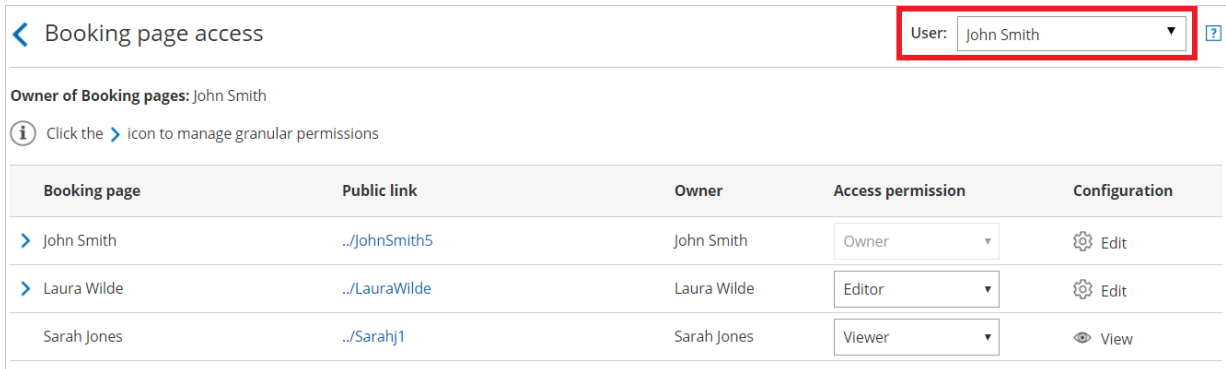 Booking page access User: John Smith ?
Owner of Booking pages: John Smith
i Click the > icon to manage granular permissions
Booking page Public link Owner Access permission Configuration
John Smith ../JohnSmith5 John Smith Owner Edit
Laura Wilde ../LauraWilde Laura Wilde Editor Edit
Sarah Jones ../Sarahj1 Sarah Jones Viewer View